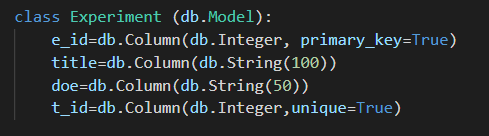 class Experiment (db.Model):
    e_id=db.Column(db.Integer, primary_key=True)
    title=db.Column(db.String(100))
    doe=db.Column(db.String(50))
    t_id=db.Column(db.Integer,unique=True)